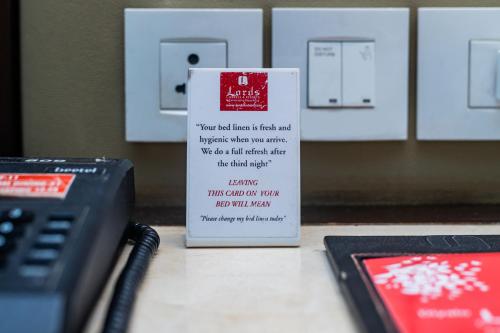 DO NOT
DISTURB
Lords
"Your bed linen is fresh and
hygienic when you arrive.
We do a full refresh after
the third night"
LEAVING
THIS CARD ON YOUR
BED WILL MEAN
"Please change my bed linen today"
beetel